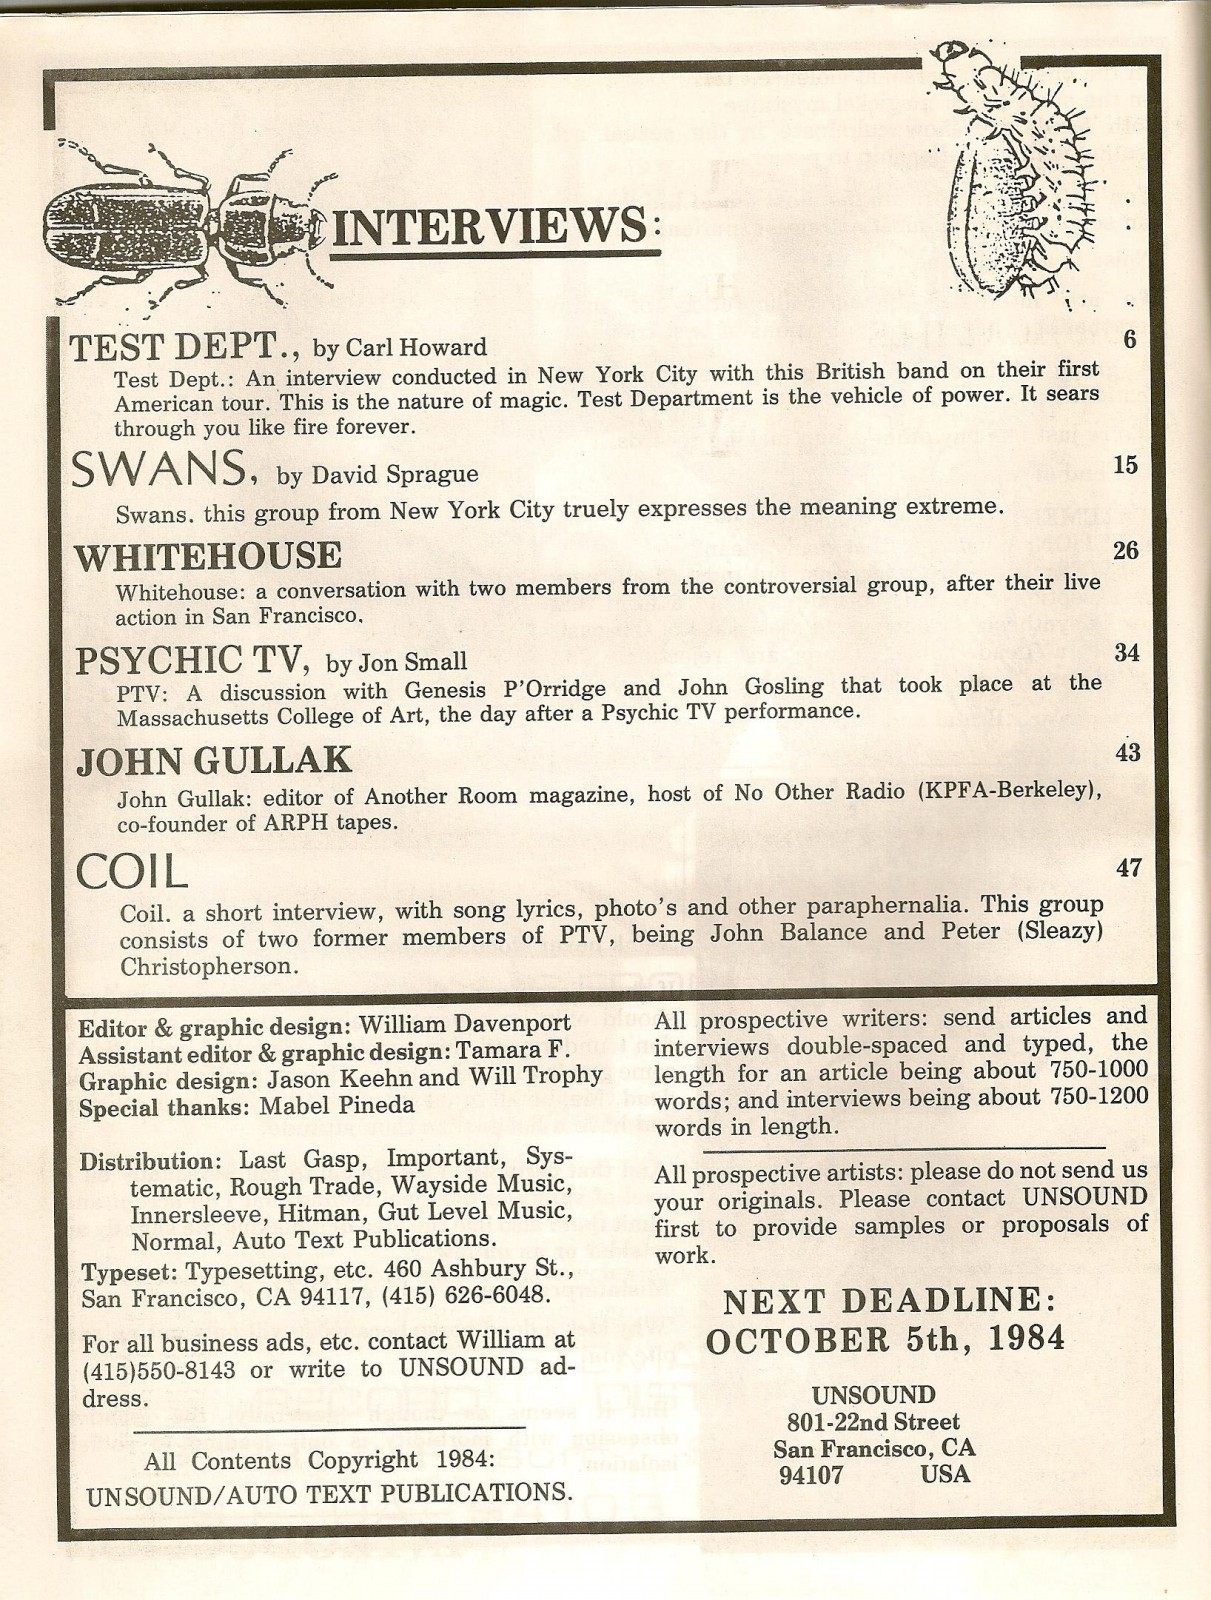 INTERVIEWS:
TEST DEPT., by Carl Howard 6
Test Dept.: An interview conducted in New York City with this British band on their first
American tour. This is the nature of magic. Test Department is the vehicle of power. It sears
through you like fire forever.
SWANS, by David Sprague 15
Swans. this group from New York City truely expresses the meaning extreme.
WHITEHOUSE 26
Whitehouse: a conversation with two members from the controversial group, after their live
action in San Francisco.
PSYCHIC TV, by Jon Small 34
PTV: A discussion with Genesis P'Orridge and John Gosling that took place at the
Massachusetts College of Art, the day after a Psychic TV performance.
JOHN GULLAK 43
John Gullak: editor of Another Room magazine, host of No Other Radio (KPFA-Berkeley),
co-founder of ARPH tapes.
COIL 47
Coil. a short interview, with song lyrics, photo's and other paraphernalia. This group
consists of two former members of PTV, being John Balance and Peter (Sleazy)
Christopherson.
Editor & graphic design: William Davenport
Assistant editor & graphic design: Tamara F.
Graphic design: Jason Keehn and Will Trophy
Special thanks: Mabel Pineda
Distribution: Last Gasp, Important, Sys-
tematic, Rough Trade, Wayside Music,
Innersleeve, Hitman, Gut Level Music,
Normal, Auto Text Publications.
Typeset: Typesetting, etc. 460 Ashbury St.,
San Francisco, CA 94117, (415) 626-6048.
For all business ads, etc. contact William at
(415)550-8143 or write to UNSOUND ad-
dress.
All Contents Copyright 1984:
UNSOUND/AUTO TEXT PUBLICATIONS.
All prospective writers: send articles and
interviews double-spaced and typed, the
length for an article being about 750-1000
words; and interviews being about 750-1200
words in length.
All prospective artists: please do not send us
your originals. Please contact UNSOUND
first to provide samples or proposals of
work.
NEXT DEADLINE:
OCTOBER 5th, 1984
UNSOUND
801-22nd Street
San Francisco, CA
94107 USA